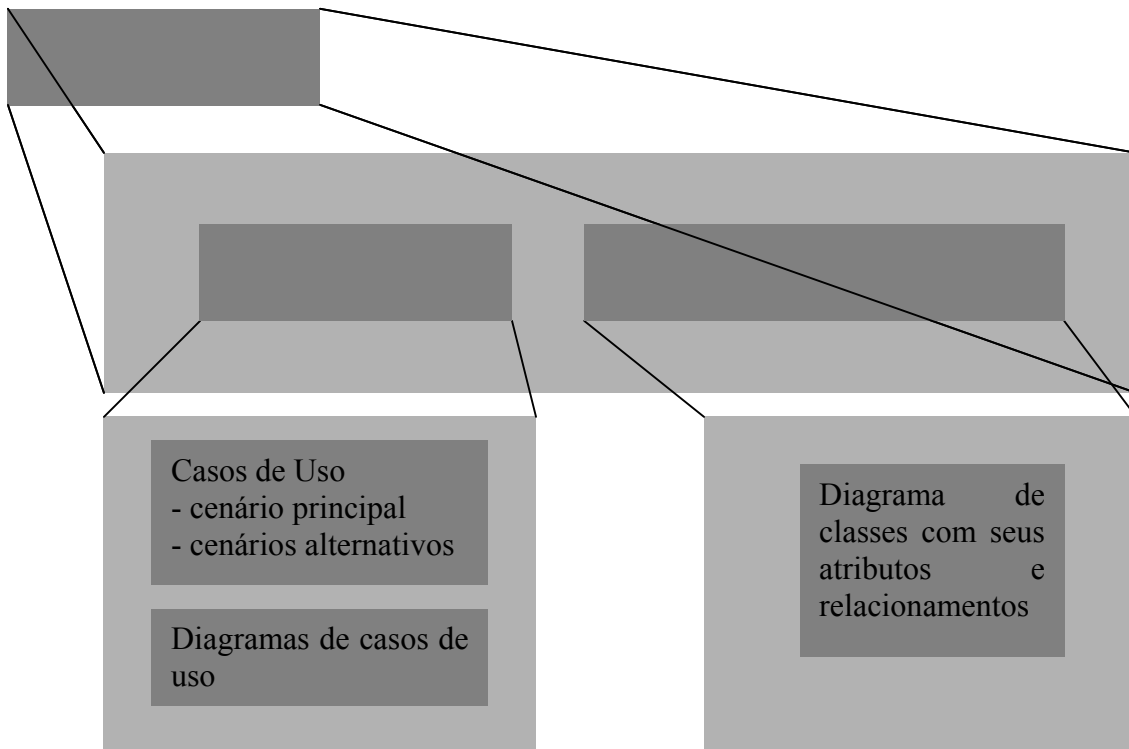 Casos de Uso
- cenário principal
- cenários alternativos
Diagramas de casos de
uso
Diagrama de
classes com seus
atributos e
relacionamentos